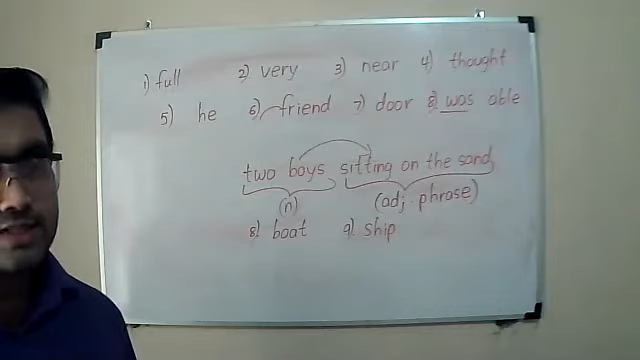 1) full 2) very 3) near 4) thought
5) he 6) friend 7) door 8) was able
two boys sitting on the sand
(n) (adj. phrase)
8) boat 9) ship